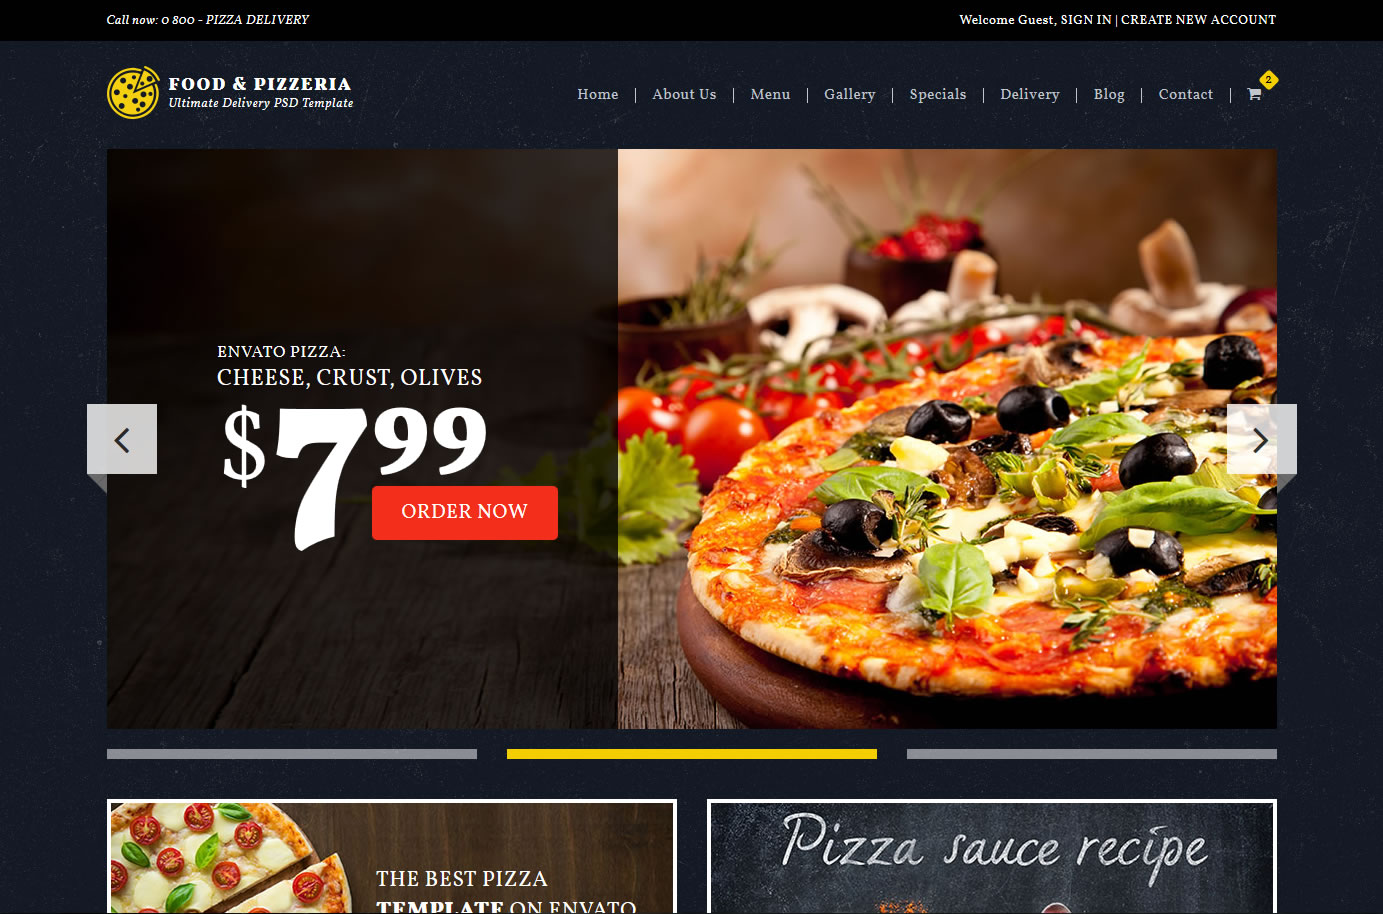 Call now: 0 800 - PIZZA DELIVERY
Welcome Guest, SIGN IN | CREATE NEW ACCOUNT
FOOD & PIZZERIA
Ultimate Delivery PSD Template
Home | About Us | Menu | Gallery | Specials | Delivery | Blog | Contact |
2
ENVATO PIZZA:
CHEESE, CRUST, OLIVES
$799
ORDER NOW
THE BEST PIZZA
TEMPLATE ON ENVATO
Pizza sauce recipe